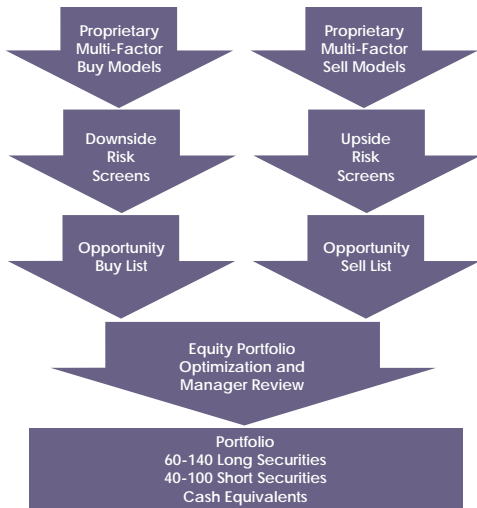 Proprietary
Multi-Factor
Buy Models
Proprietary
Multi-Factor
Sell Models
Downside
Risk
Screens
Upside
Risk
Screens
Opportunity
Buy List
Opportunity
Sell List
Equity Portfolio
Optimization and
Manager Review
Portfolio
60-140 Long Securities
40-100 Short Securities
Cash Equivalents